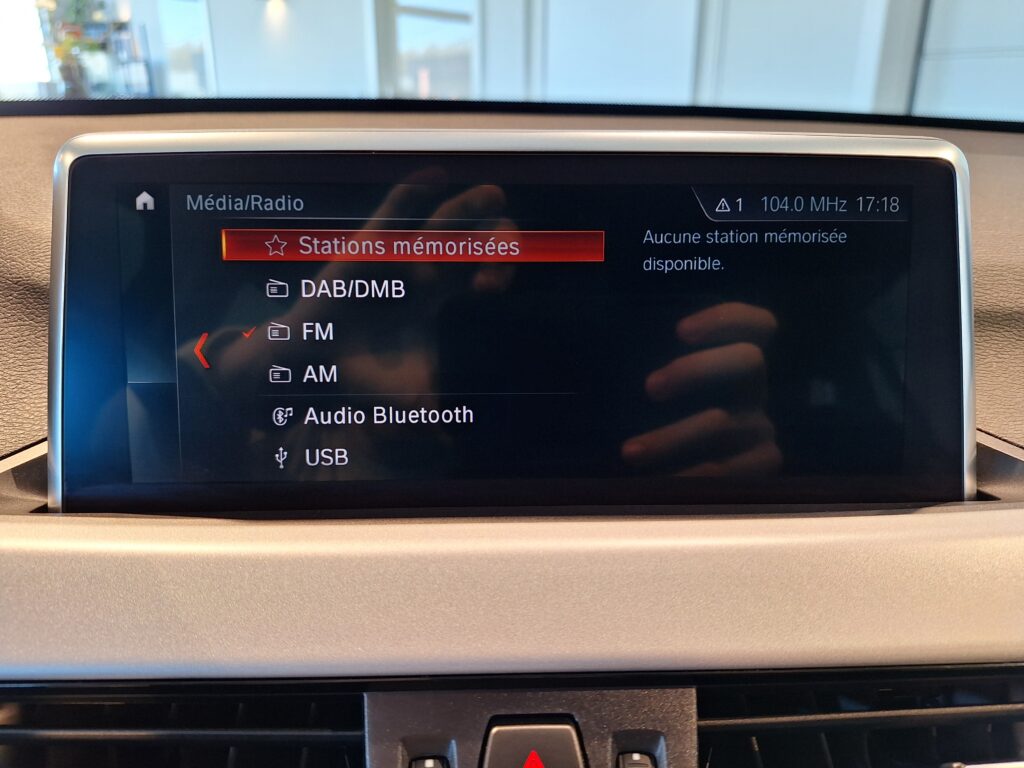 Média/Radio
1 104.0 MHz 17:18
Stations mémorisées
Aucune station mémorisée
disponible.
DAB/DMB
FM
AM
Audio Bluetooth
USB